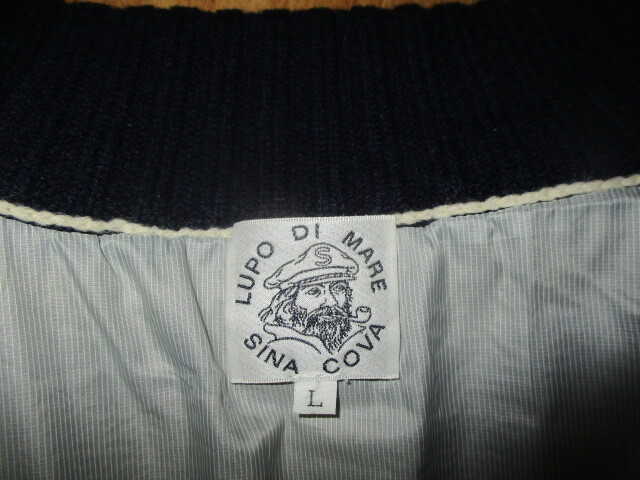 LUPO DI MARE
S
SINA COVA
L